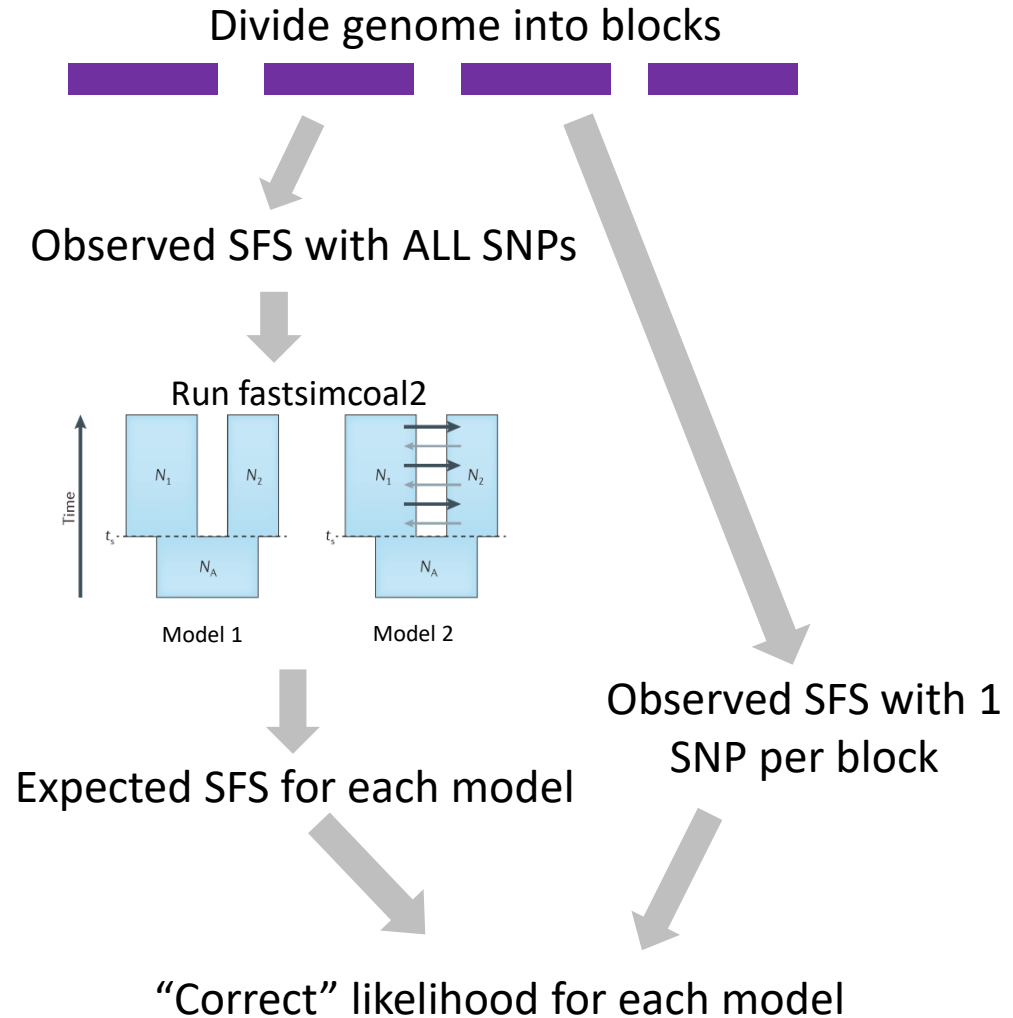 Divide genome into blocks
Observed SFS with ALL SNPs
Run fastsimcoal2
Time
N1
N2
ts
NA
Model 1
N1
N2
ts
NA
Model 2
Expected SFS for each model
Observed SFS with 1
SNP per block
“Correct” likelihood for each model